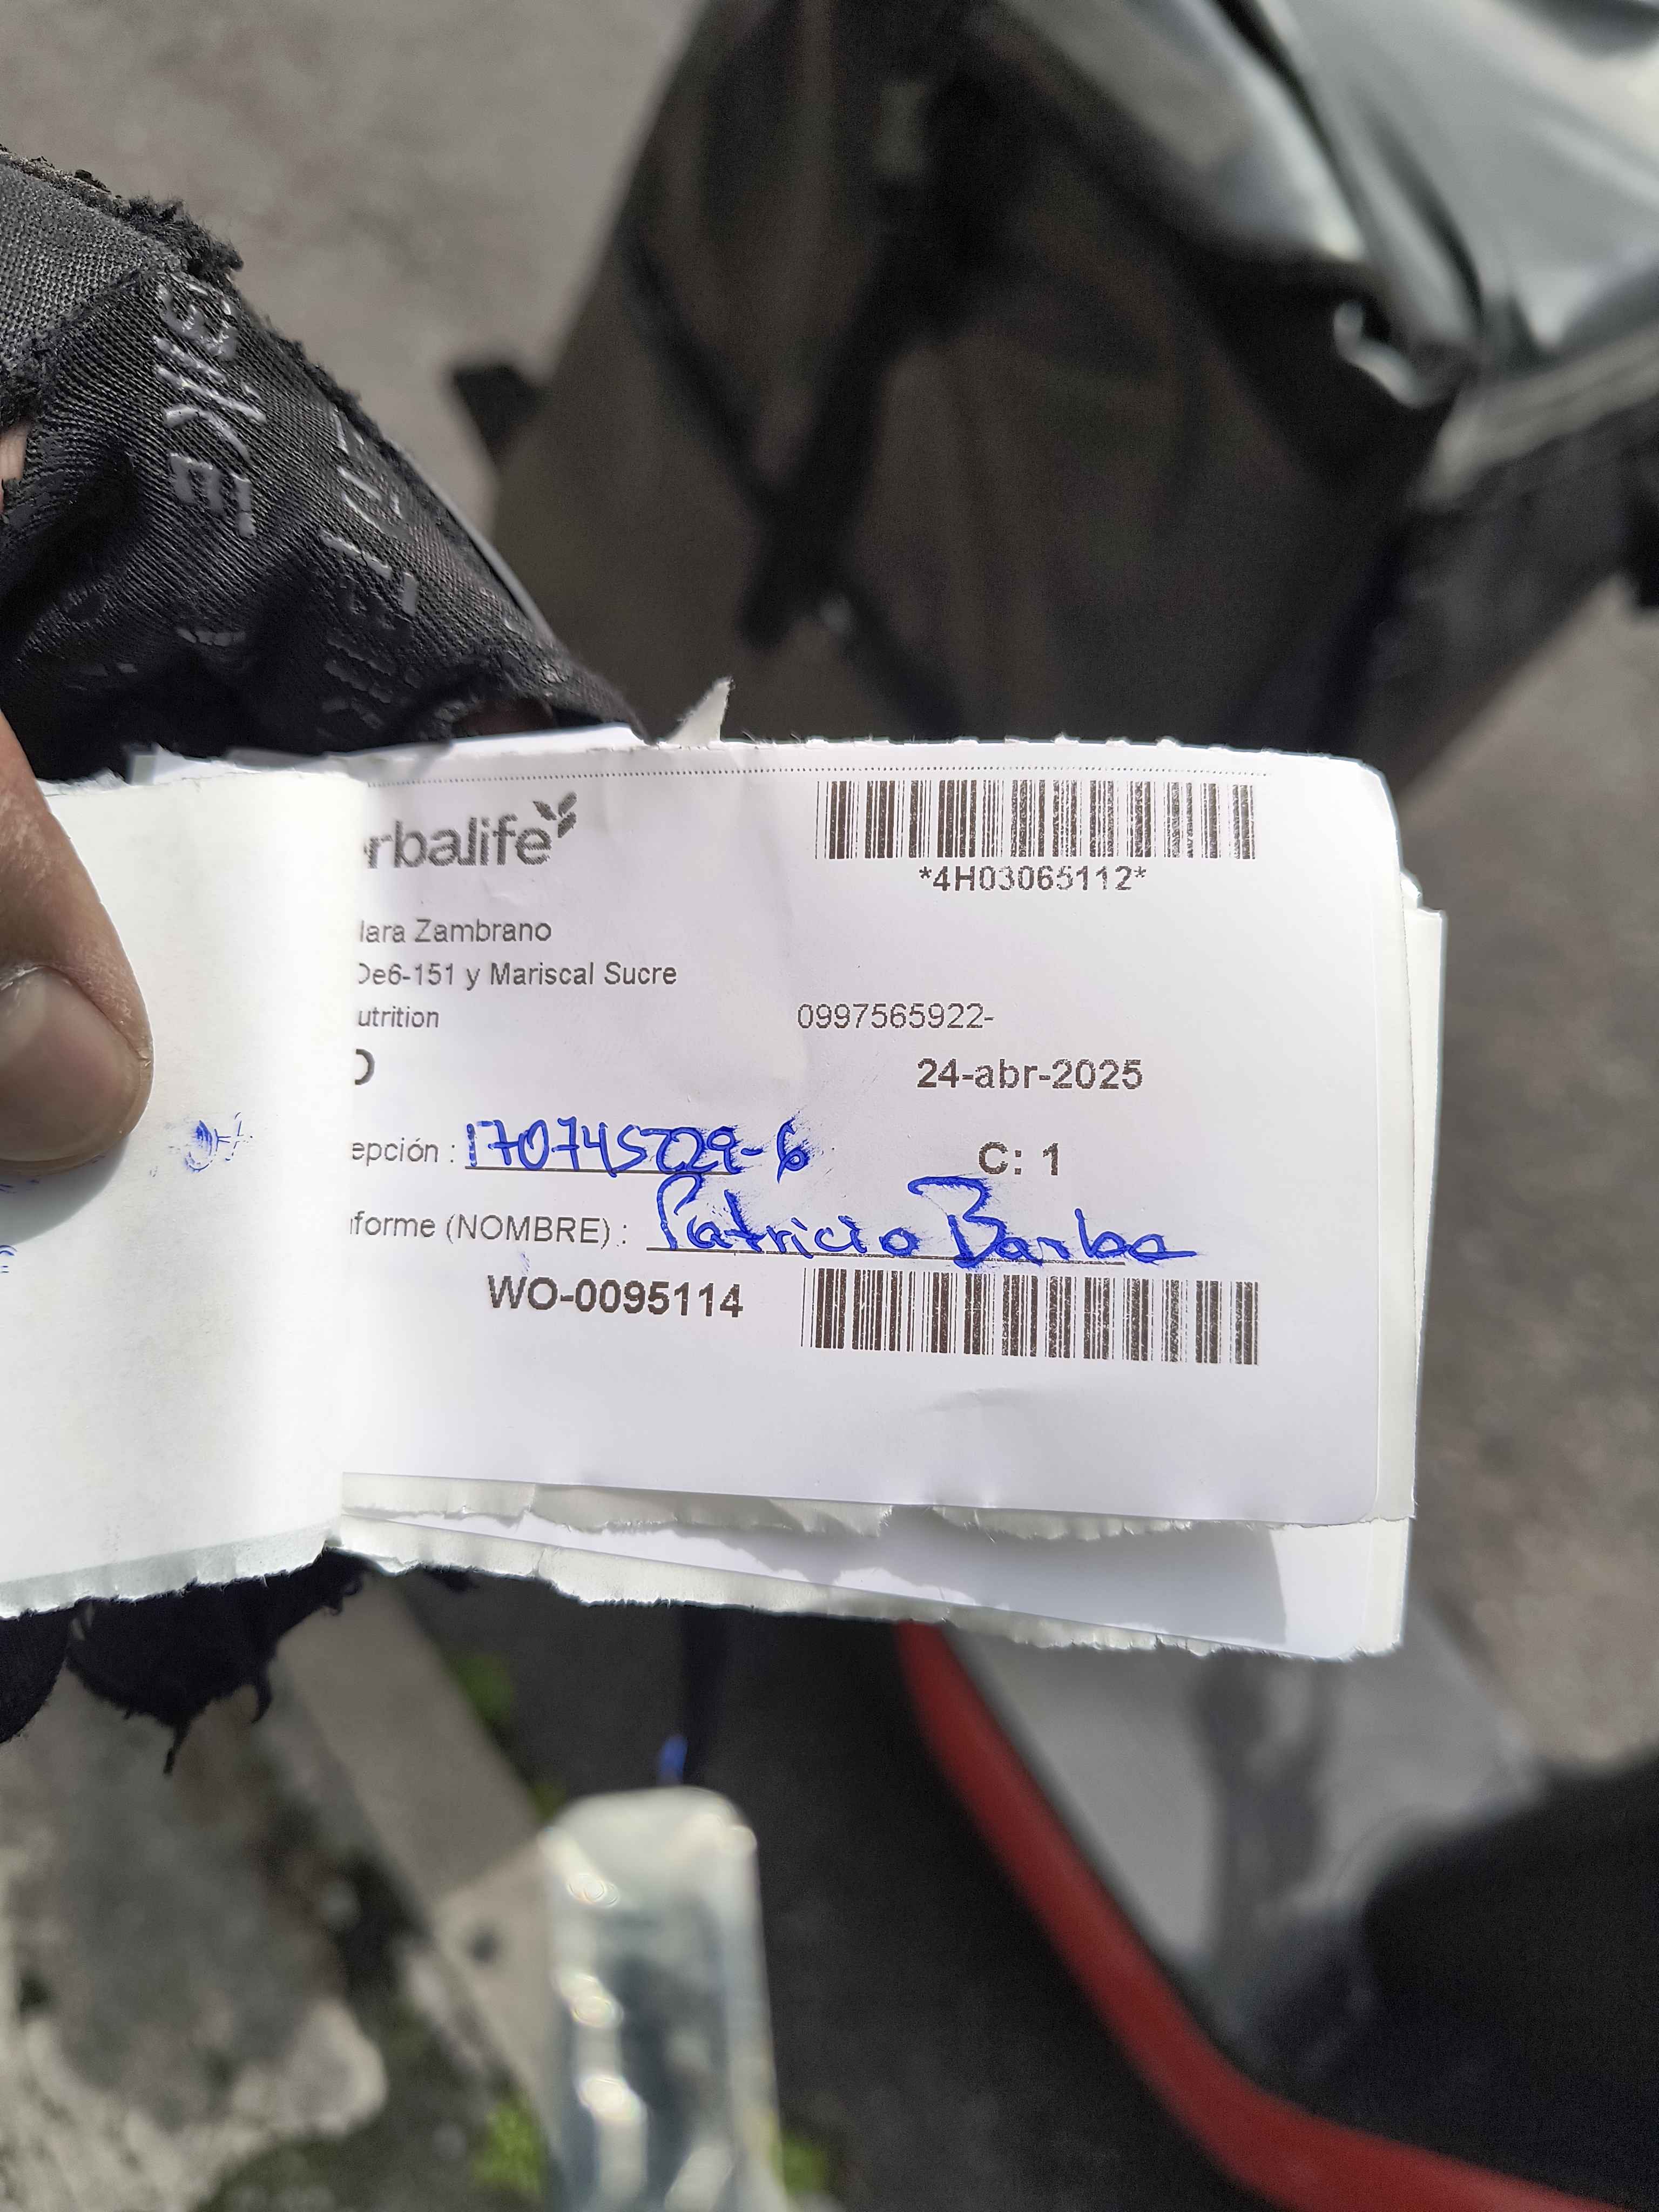 rbalife
*4H03065112*
lara Zambrano
De6-151 y Mariscal Sucre
utrition
0997565922-
O
24-abr-2025
epción : 170745029-6
C: 1
forme (NOMBRE) : Patricio Barba
WO-0095114
BIKE